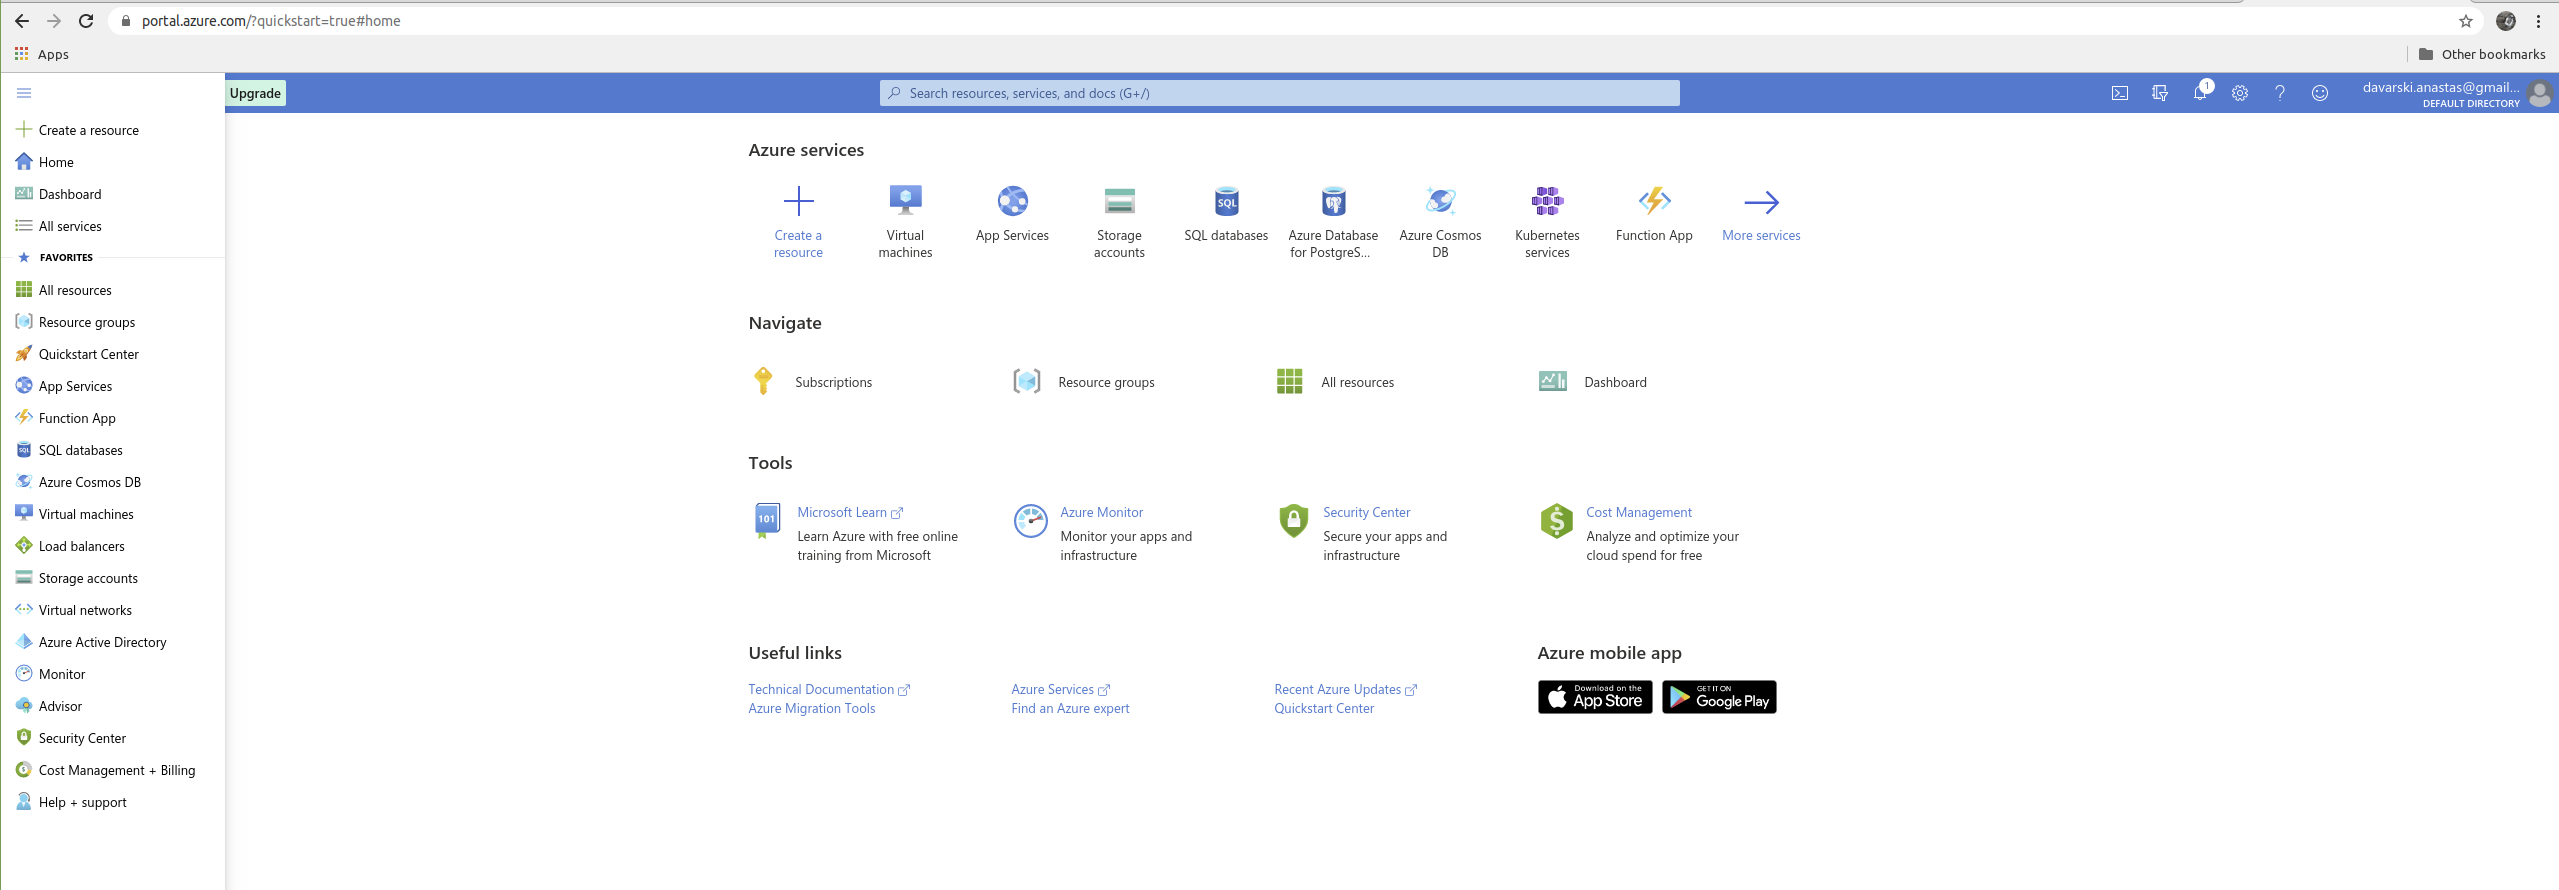 portal.azure.com/?quickstart=true#home
Apps
Other bookmarks
Upgrade
Search resources, services, and docs (G+/)
1
davarski.anastas@gmail...
DEFAULT DIRECTORY
Create a resource
Home
Dashboard
All services
FAVORITES
All resources
Resource groups
Quickstart Center
App Services
Function App
SQL databases
Azure Cosmos DB
Virtual machines
Load balancers
Storage accounts
Virtual networks
Azure Active Directory
Monitor
Advisor
Security Center
Cost Management + Billing
Help + support
Azure services
Create a
resource
Virtual
machines
App Services
Storage
accounts
SQL
SQL databases
Azure Database
for PostgreS...
Azure Cosmos
DB
Kubernetes
services
Function App
More services
Navigate
Subscriptions
Resource groups
All resources
Dashboard
Tools
101
Microsoft Learn
Learn Azure with free online
training from Microsoft
Azure Monitor
Monitor your apps and
infrastructure
Security Center
Secure your apps and
infrastructure
$
Cost Management
Analyze and optimize your
cloud spend for free
Useful links
Technical Documentation
Azure Migration Tools
Azure Services
Find an Azure expert
Recent Azure Updates
Quickstart Center
Azure mobile app
Download on the
App Store
GET IT ON
Google Play